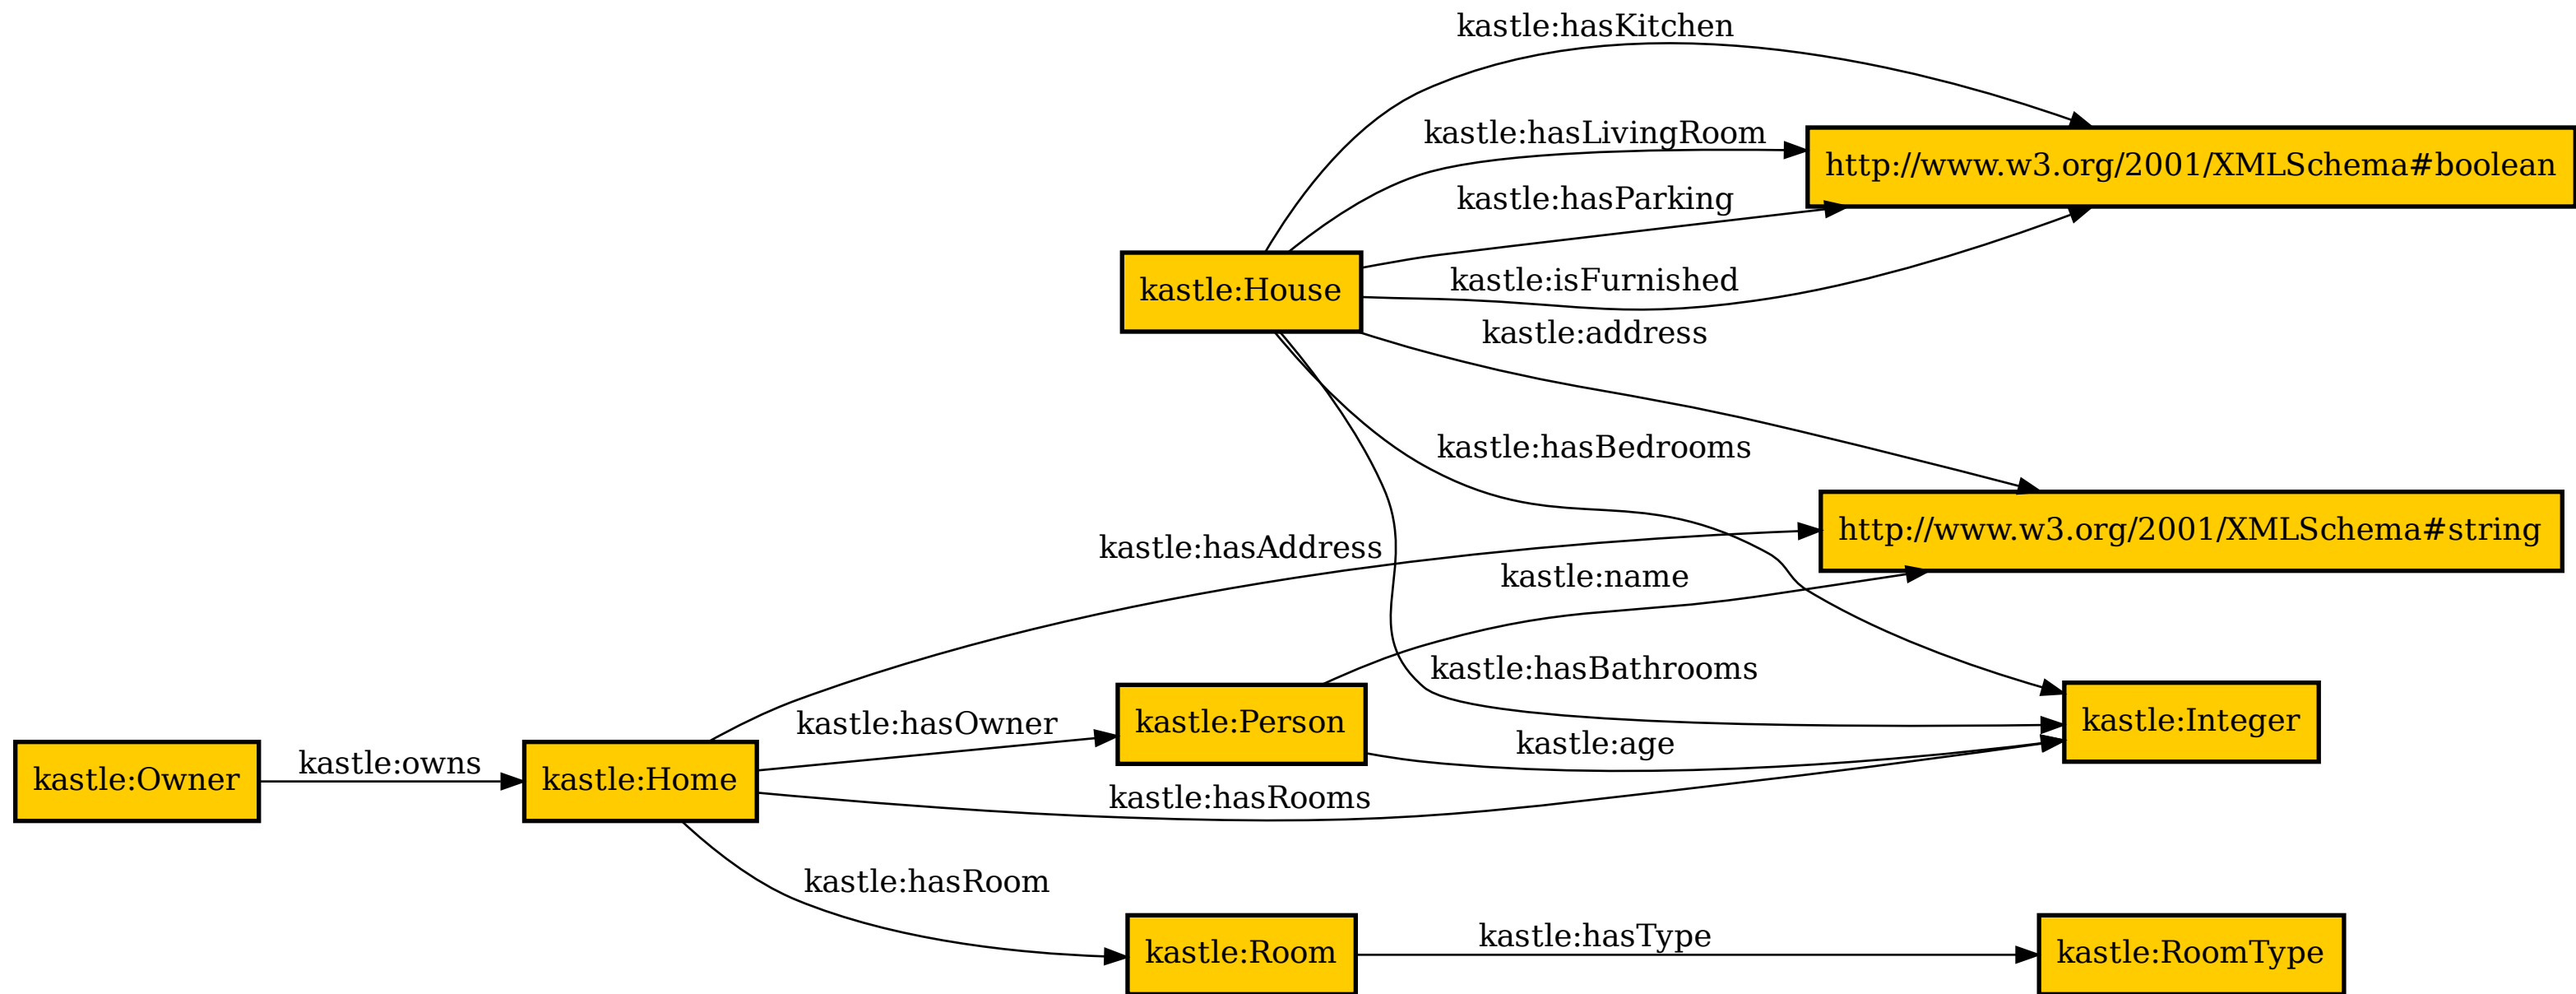 kastle:hasKitchen
kastle:hasLivingRoom
http://www.w3.org/2001/XMLSchema#boolean
kastle:hasParking
kastle:House
kastle:isFurnished
kastle:address
kastle:hasBedrooms
http://www.w3.org/2001/XMLSchema#string
kastle:hasAddress
kastle:name
kastle:hasBathrooms
kastle:hasOwner
kastle:Person
kastle:Integer
kastle:age
kastle:Owner
kastle:owns
kastle:Home
kastle:hasRooms
kastle:hasRoom
kastle:Room
kastle:hasType
kastle:RoomType